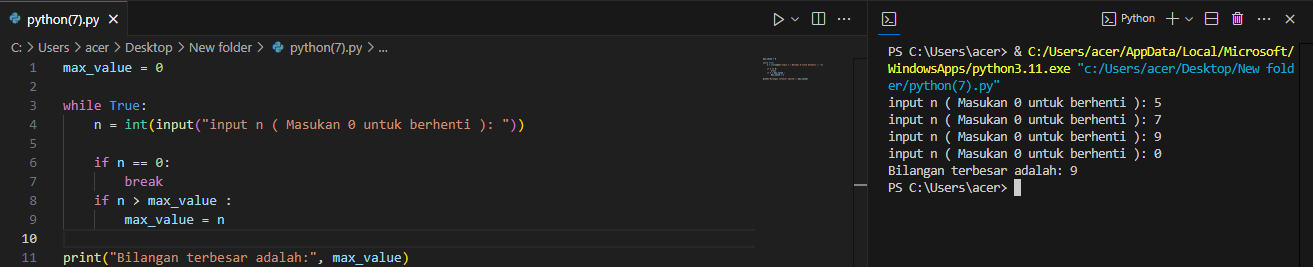 python(7).py
C: > Users > acer > Desktop > New folder > python(7).py > ...
1 max_value = 0
2
3 while True:
4     n = int(input("input n ( Masukan 0 untuk berhenti ): "))
5
6     if n == 0:
7         break
8     if n > max_value :
9         max_value = n
10
11 print("Bilangan terbesar adalah:", max_value)
Python
PS C:\Users\acer> & C:/Users/acer/AppData/Local/Microsoft/
WindowsApps/python3.11.exe "c:/Users/acer/Desktop/New fold
er/python(7).py"
input n ( Masukan 0 untuk berhenti ): 5
input n ( Masukan 0 untuk berhenti ): 7
input n ( Masukan 0 untuk berhenti ): 9
input n ( Masukan 0 untuk berhenti ): 0
Bilangan terbesar adalah: 9
PS C:\Users\acer>